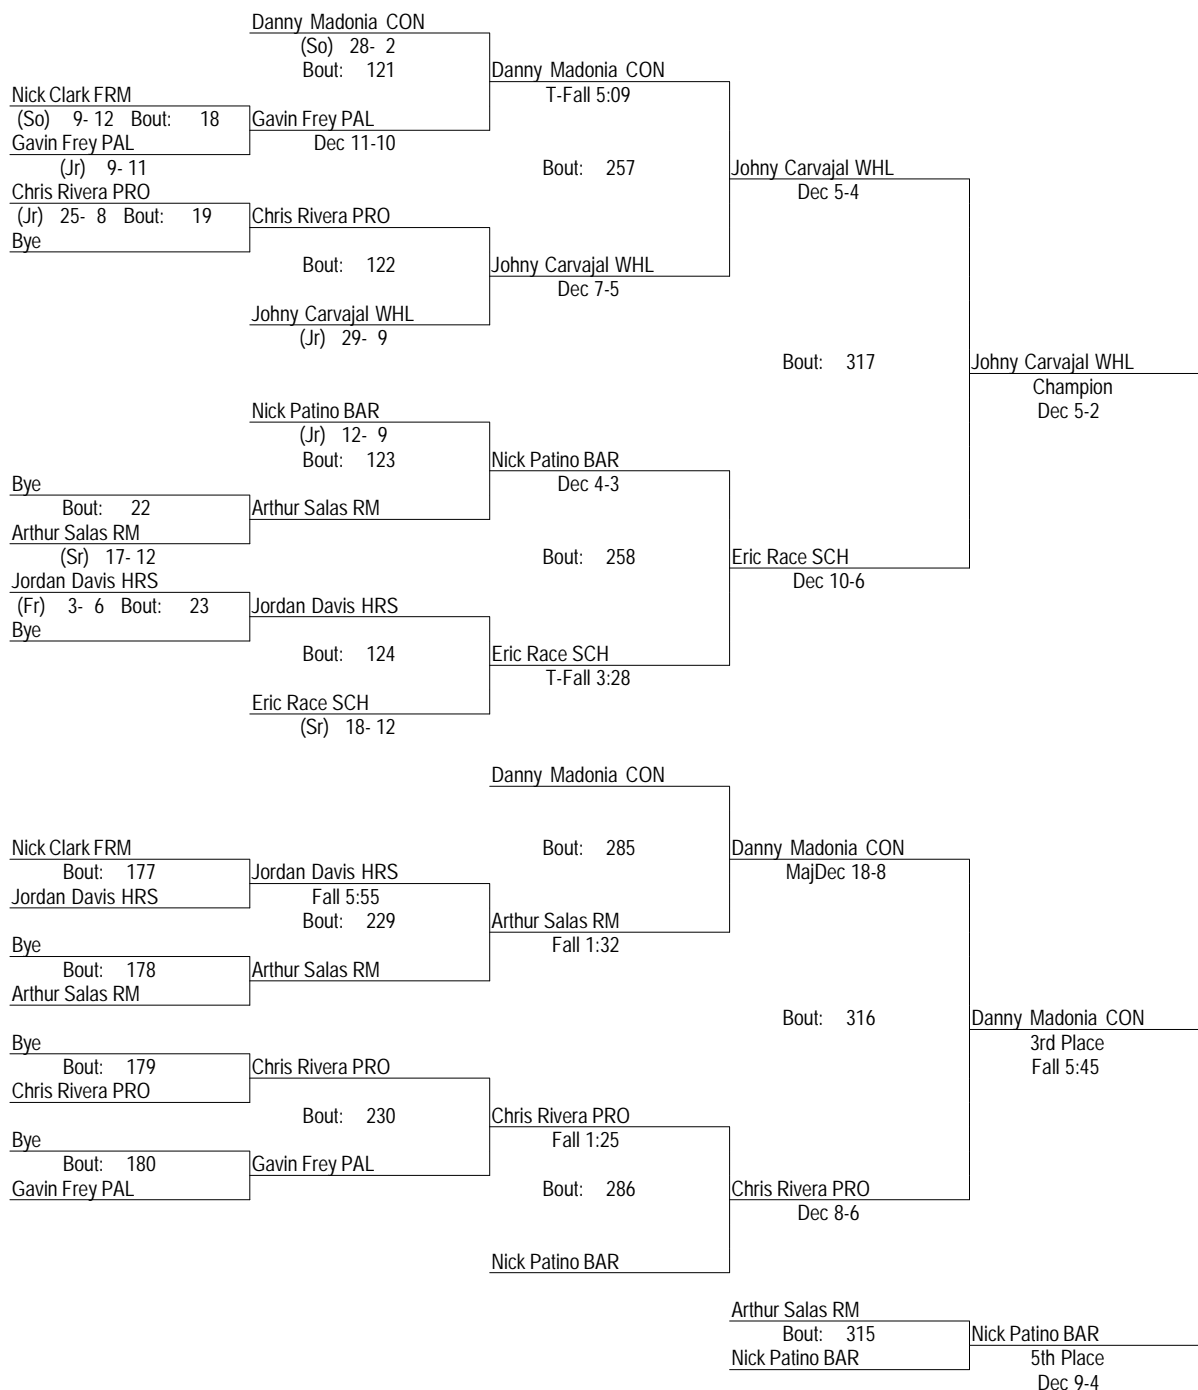 Danny Madonia CON
(So) 28- 2
Bout: 121
Danny Madonia CON
T-Fall 5:09
Nick Clark FRM
(So) 9- 12 Bout: 18
Gavin Frey PAL
Gavin Frey PAL
Dec 11-10
(Jr) 9- 11
Bout: 257
Johny Carvajal WHL
Dec 5-4
Chris Rivera PRO
(Jr) 25- 8 Bout: 19
Chris Rivera PRO
Bye
Bout: 122
Johny Carvajal WHL
Dec 7-5
Johny Carvajal WHL
(Jr) 29- 9
Bout: 317
Johny Carvajal WHL
Champion
Dec 5-2
Nick Patino BAR
(Jr) 12- 9
Bout: 123
Nick Patino BAR
Dec 4-3
Bye
Bout: 22
Arthur Salas RM
Arthur Salas RM
(Sr) 17- 12
Bout: 258
Eric Race SCH
Dec 10-6
Jordan Davis HRS
(Fr) 3- 6 Bout: 23
Jordan Davis HRS
Bye
Bout: 124
Eric Race SCH
T-Fall 3:28
Eric Race SCH
(Sr) 18- 12
Danny Madonia CON
Bout: 285
Danny Madonia CON
MajDec 18-8
Nick Clark FRM
Bout: 177
Jordan Davis HRS
Jordan Davis HRS
Fall 5:55
Bout: 229
Arthur Salas RM
Fall 1:32
Bye
Bout: 178
Arthur Salas RM
Arthur Salas RM
Bout: 316
Danny Madonia CON
3rd Place
Fall 5:45
Bye
Bout: 179
Chris Rivera PRO
Chris Rivera PRO
Bout: 230
Chris Rivera PRO
Fall 1:25
Bye
Bout: 180
Gavin Frey PAL
Gavin Frey PAL
Bout: 286
Chris Rivera PRO
Dec 8-6
Nick Patino BAR
Arthur Salas RM
Bout: 315
Nick Patino BAR
Nick Patino BAR
5th Place
Dec 9-4